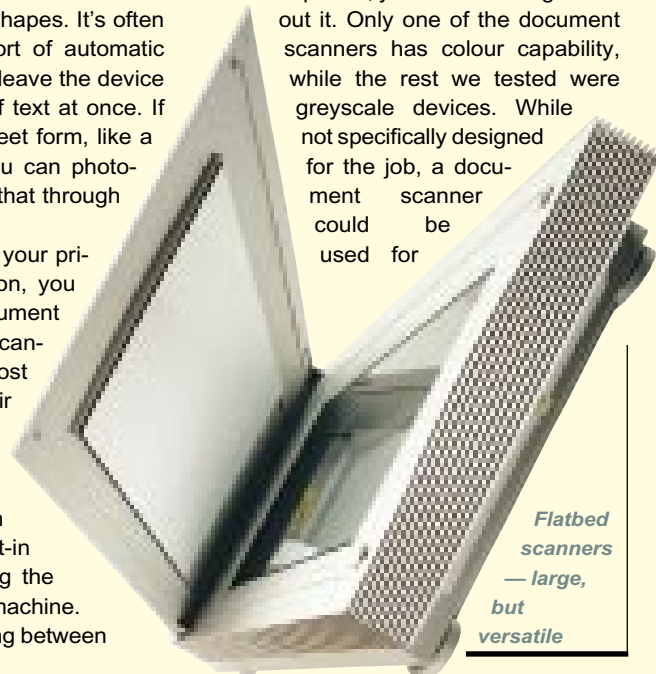 hapes. It's often
ort of automatic
leave the device
f text at once. If
eet form, like a
u can photo-
that through
your pri-
on, you
ument
can-
ost
ir
t-in
g the
machine.
ng between
out it. Only one of the document
scanners has colour capability,
while the rest we tested were
greyscale devices. While
not specifically designed
for the job, a docu-
ment scanner
could be
used for
Flatbed
scanners
— large,
but
versatile